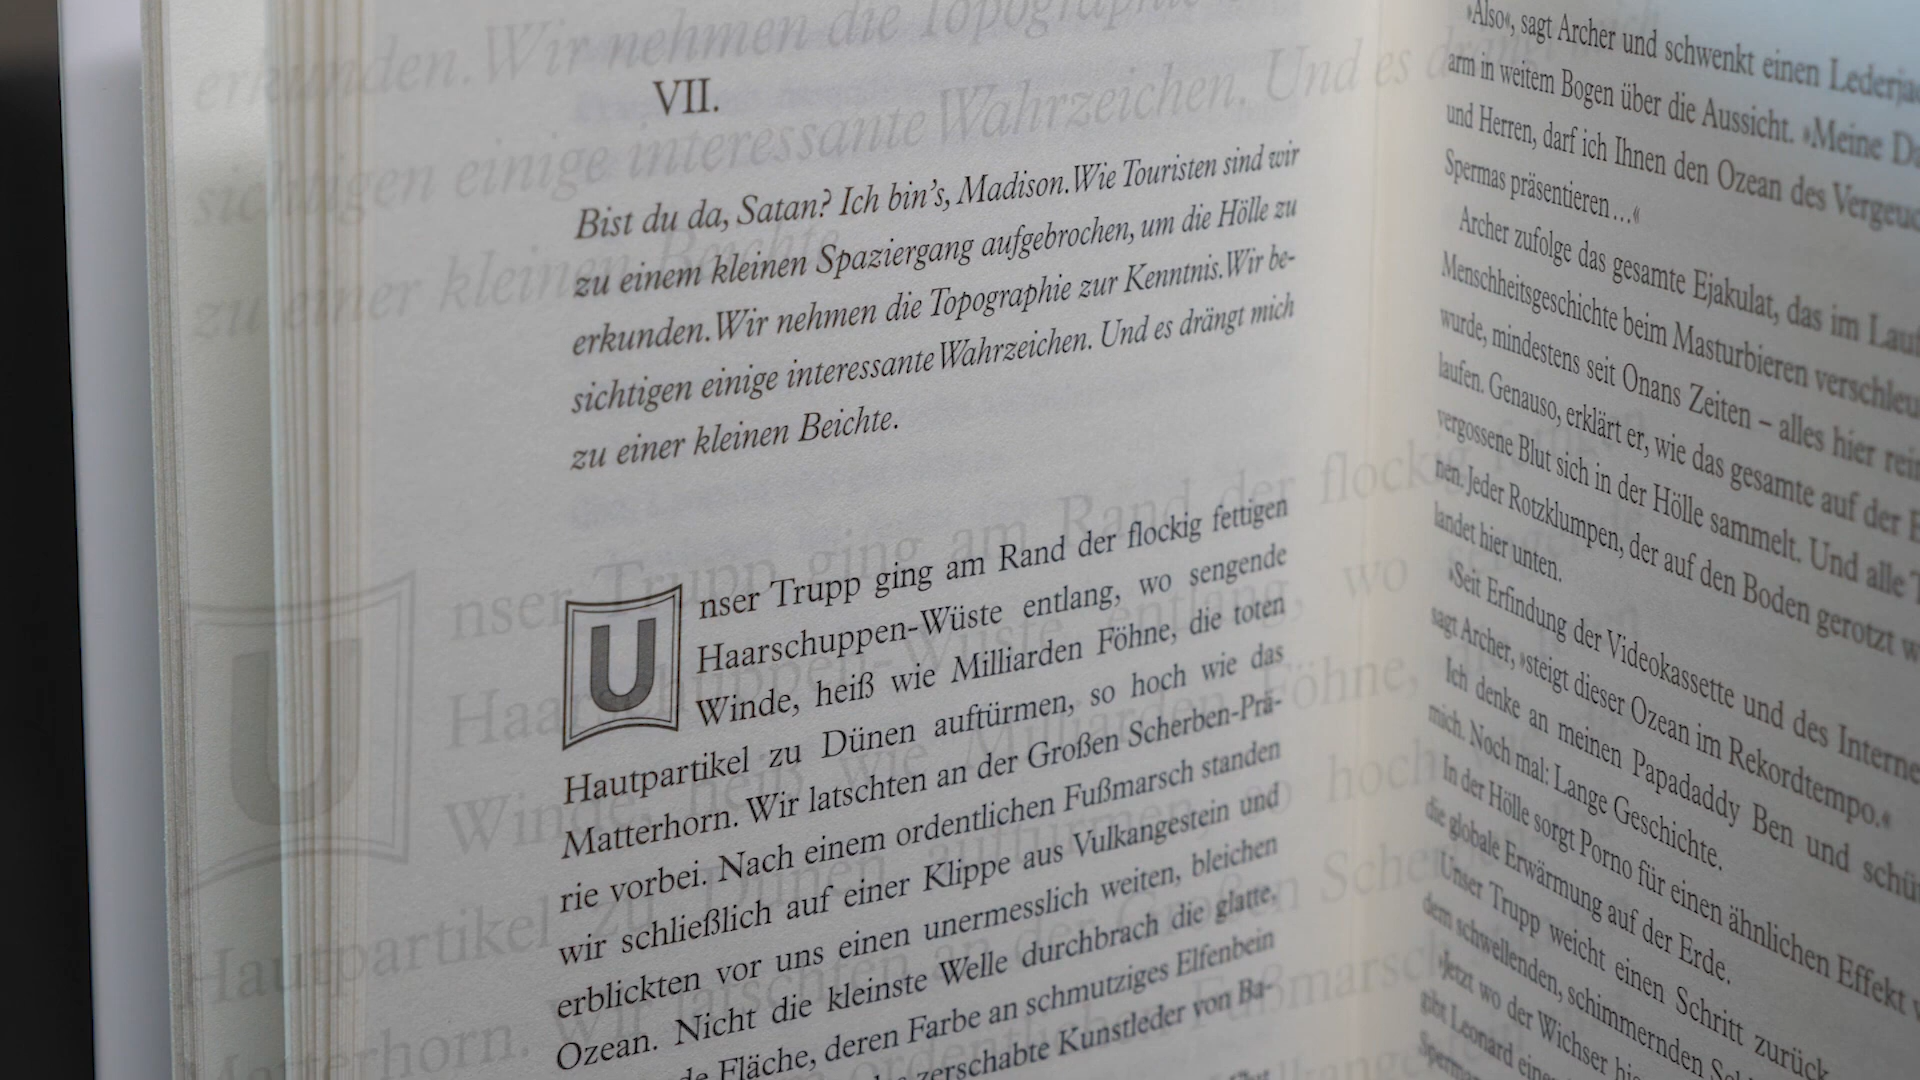 VII.
Bist du da, Satan? Ich bin's, Madison. Wie Touristen sind wir
zu einem kleinen Spaziergang aufgebrochen, um die Hölle zu
erkunden. Wir nehmen die Topographie zur Kenntnis. Wir be-
sichtigen einige interessante Wahrzeichen. Und es drängt mich
zu einer kleinen Beichte.
Unser Trupp ging am Rand der flockig fettigen
Haarschuppen-Wüste entlang, wo sengende
Winde, heiß wie Milliarden Föhne, die toten
Hautpartikel zu Dünen auftürmen, so hoch wie das
Matterhorn. Wir latschten an der Großen Scherben-Prä-
rie vorbei. Nach einem ordentlichen Fußmarsch standen
wir schließlich auf einer Klippe aus Vulkangestein und
erblickten vor uns einen unermesslich weiten, bleichen
Ozean. Nicht die kleinste Welle durchbrach die glatte,
Fläche, deren Farbe an schmutziges Elfenbein
zerschabte Kunstleder von Ba-
»Also«, sagt Archer und schwenkt einen
arm in weitem Bogen über die Aussicht. »Meine
und Herren, darf ich Ihnen den Ozean des
Spermas präsentieren …«
Archer zufolge das gesamte Ejakulat, das im
Menschheitsgeschichte beim Masturbieren
wurde, mindestens seit Onans Zeiten – alles hier
laufen. Genauso, erklärt er, wie das gesamte auf der
vergossene Blut sich in der Hölle sammelt. Und alle
nen. Jeder Rotzklumpen, der auf den Boden gerotzt
landet hier unten.
»Seit Erfindung der Videokassette und des
sagt Archer, »steigt dieser Ozean im Rekordtempo.«
Ich denke an meinen Papadaddy Ben und
mich. Noch mal: Lange Geschichte.
In der Hölle sorgt Porno für einen ähnlichen Effekt
die globale Erwärmung auf der Erde.
Unser Trupp weicht einen Schritt zurück
dem schwellenden, schimmernden
»Jetzt wo der Wichser
gibt Leonard